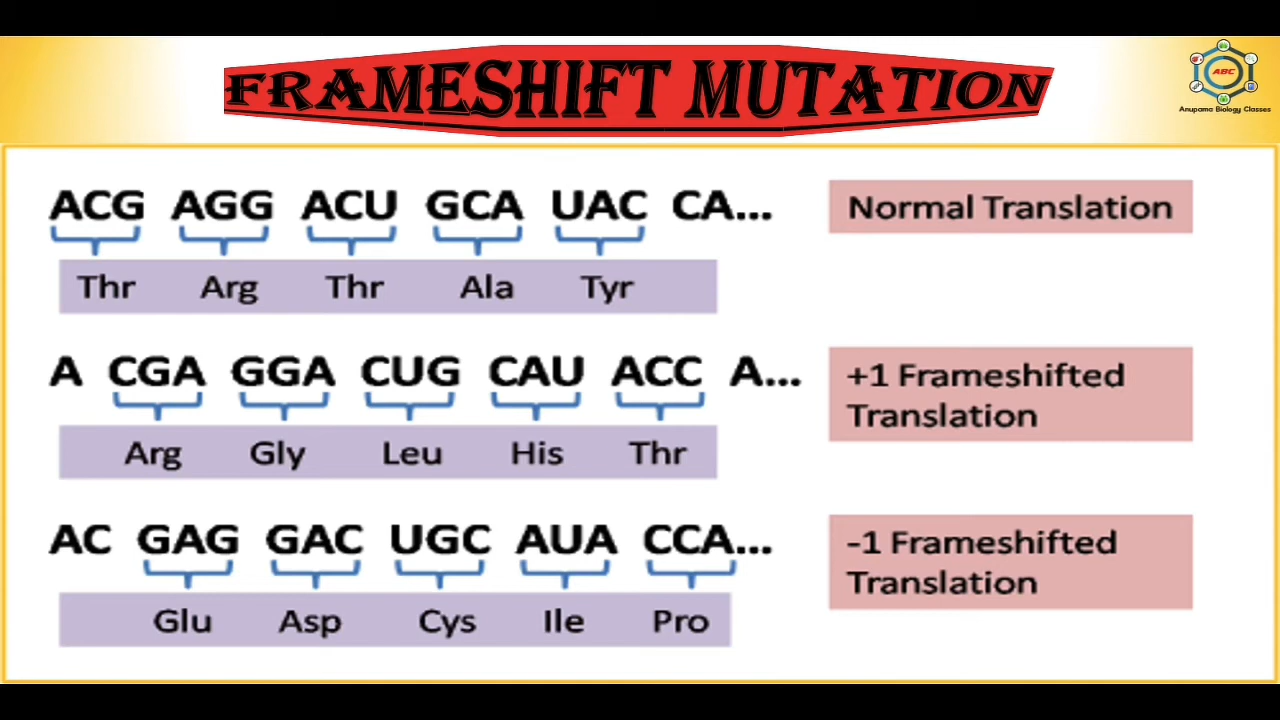 FRAMESHIFT MUTATION
ABC
Anupama Biology Classes
ACG AGG ACU GCA UAC CA...
Normal Translation
Thr Arg Thr Ala Tyr
A CGA GGA CUG CAU ACC A...
+1 Frameshifted
Translation
Arg Gly Leu His Thr
AC GAG GAC UGC AUA CCA...
-1 Frameshifted
Translation
Glu Asp Cys Ile Pro